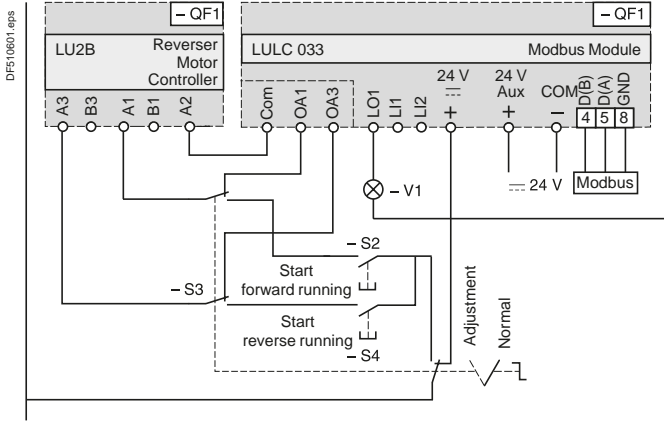 DF510601.eps
– QF1
– QF1
LU2B
Reverser
Motor
Controller
LULC 033
Modbus Module
A3
B3
A1
B1
A2
Com
OA1
OA3
LO1
LI1
LI2
24 V
+
24 V
Aux
+
COM
–
D(B)
D(A)
GND
4 5 8
– V1
24 V
Modbus
– S2
Start
forward running
– S3
Start
reverse running
– S4
Adjustment
Normal